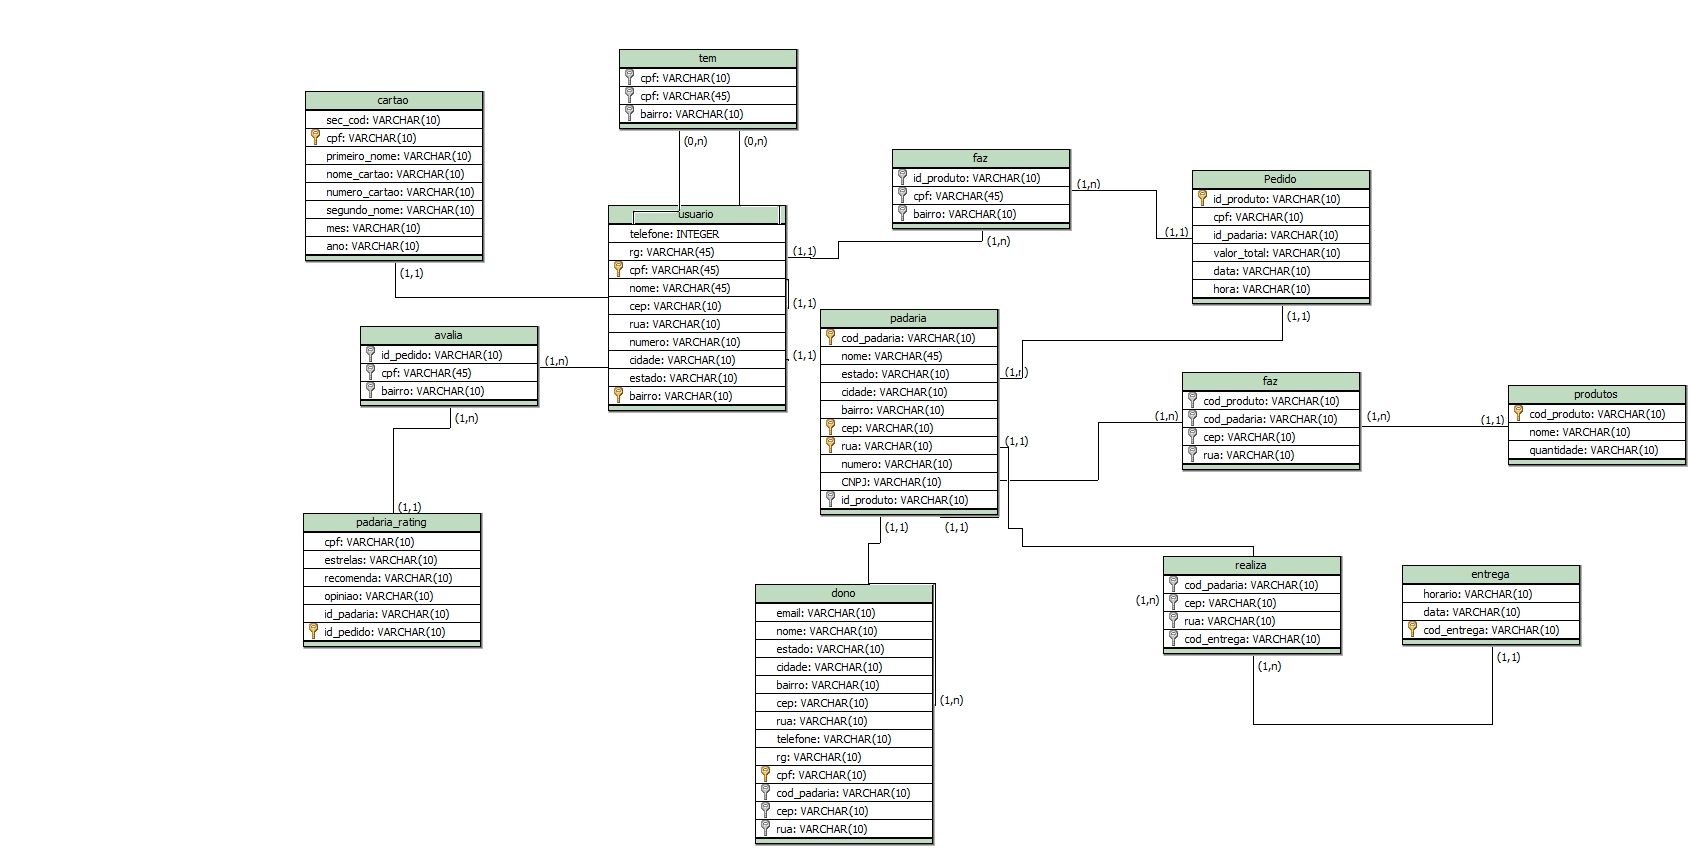 tem
cpf: VARCHAR(10)
cpf: VARCHAR(45)
bairro: VARCHAR(10)
(0,n)
(0,n)
cartao
sec_cod: VARCHAR(10)
cpf: VARCHAR(10)
primeiro_nome: VARCHAR(10)
nome_cartao: VARCHAR(10)
numero_cartao: VARCHAR(10)
segundo_nome: VARCHAR(10)
mes: VARCHAR(10)
ano: VARCHAR(10)
(1,1)
faz
id_produto: VARCHAR(10)
cpf: VARCHAR(45)
bairro: VARCHAR(10)
(1,n)
(1,n)
Pedido
id_produto: VARCHAR(10)
cpf: VARCHAR(10)
id_padaria: VARCHAR(10)
valor_total: VARCHAR(10)
data: VARCHAR(10)
hora: VARCHAR(10)
(1,1)
(1,1)
usuario
telefone: INTEGER
rg: VARCHAR(45)
cpf: VARCHAR(45)
nome: VARCHAR(45)
cep: VARCHAR(10)
rua: VARCHAR(10)
numero: VARCHAR(10)
cidade: VARCHAR(10)
estado: VARCHAR(10)
bairro: VARCHAR(10)
(1,1)
(1,1)
(1,1)
avalia
id_pedido: VARCHAR(10)
cpf: VARCHAR(45)
bairro: VARCHAR(10)
(1,n)
(1,n)
padaria
cod_padaria: VARCHAR(10)
nome: VARCHAR(45)
estado: VARCHAR(10)
cidade: VARCHAR(10)
bairro: VARCHAR(10)
cep: VARCHAR(10)
rua: VARCHAR(10)
numero: VARCHAR(10)
CNPJ: VARCHAR(10)
id_produto: VARCHAR(10)
(1,n)
(1,1)
(1,1)
(1,1)
faz
cod_produto: VARCHAR(10)
cod_padaria: VARCHAR(10)
cep: VARCHAR(10)
rua: VARCHAR(10)
(1,n)
(1,n)
produtos
cod_produto: VARCHAR(10)
nome: VARCHAR(10)
quantidade: VARCHAR(10)
(1,1)
(1,1)
padaria_rating
cpf: VARCHAR(10)
estrelas: VARCHAR(10)
recomenda: VARCHAR(10)
opiniao: VARCHAR(10)
id_padaria: VARCHAR(10)
id_pedido: VARCHAR(10)
dono
email: VARCHAR(10)
nome: VARCHAR(10)
estado: VARCHAR(10)
cidade: VARCHAR(10)
bairro: VARCHAR(10)
cep: VARCHAR(10)
rua: VARCHAR(10)
telefone: VARCHAR(10)
rg: VARCHAR(10)
cpf: VARCHAR(10)
cod_padaria: VARCHAR(10)
cep: VARCHAR(10)
rua: VARCHAR(10)
(1,n)
realiza
cod_padaria: VARCHAR(10)
cep: VARCHAR(10)
rua: VARCHAR(10)
cod_entrega: VARCHAR(10)
(1,n)
(1,n)
entrega
horario: VARCHAR(10)
data: VARCHAR(10)
cod_entrega: VARCHAR(10)
(1,1)